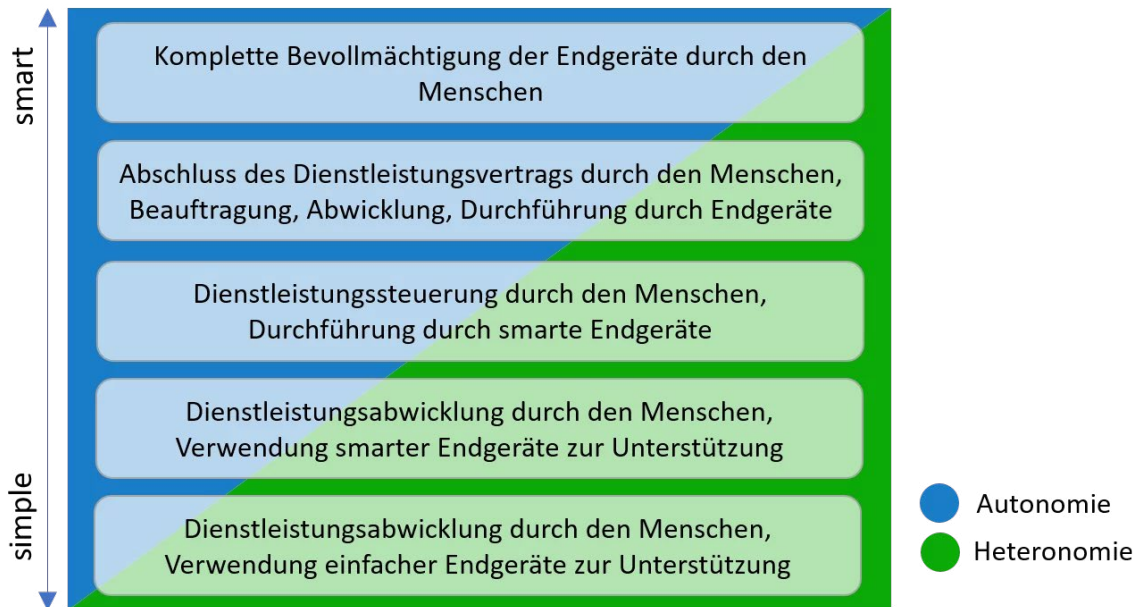 smart
Komplette Bevollmächtigung der Endgeräte durch den
Menschen
Abschluss des Dienstleistungsvertrags durch den Menschen,
Beauftragung, Abwicklung, Durchführung durch Endgeräte
Dienstleistungssteuerung durch den Menschen,
Durchführung durch smarte Endgeräte
Dienstleistungsabwicklung durch den Menschen,
Verwendung smarter Endgeräte zur Unterstützung
simple
Dienstleistungsabwicklung durch den Menschen,
Verwendung einfacher Endgeräte zur Unterstützung
Autonomie
Heteronomie